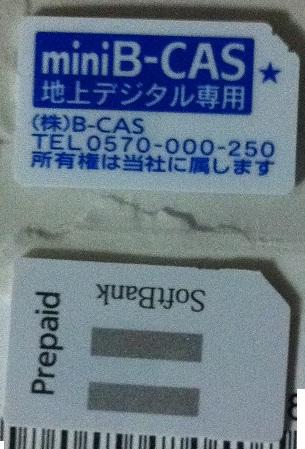 miniB-CAS
地上デジタル専用
★
(株)B-CAS
TEL 0570-000-250
所有権は当社に属します
SoftBank
Prepaid
8